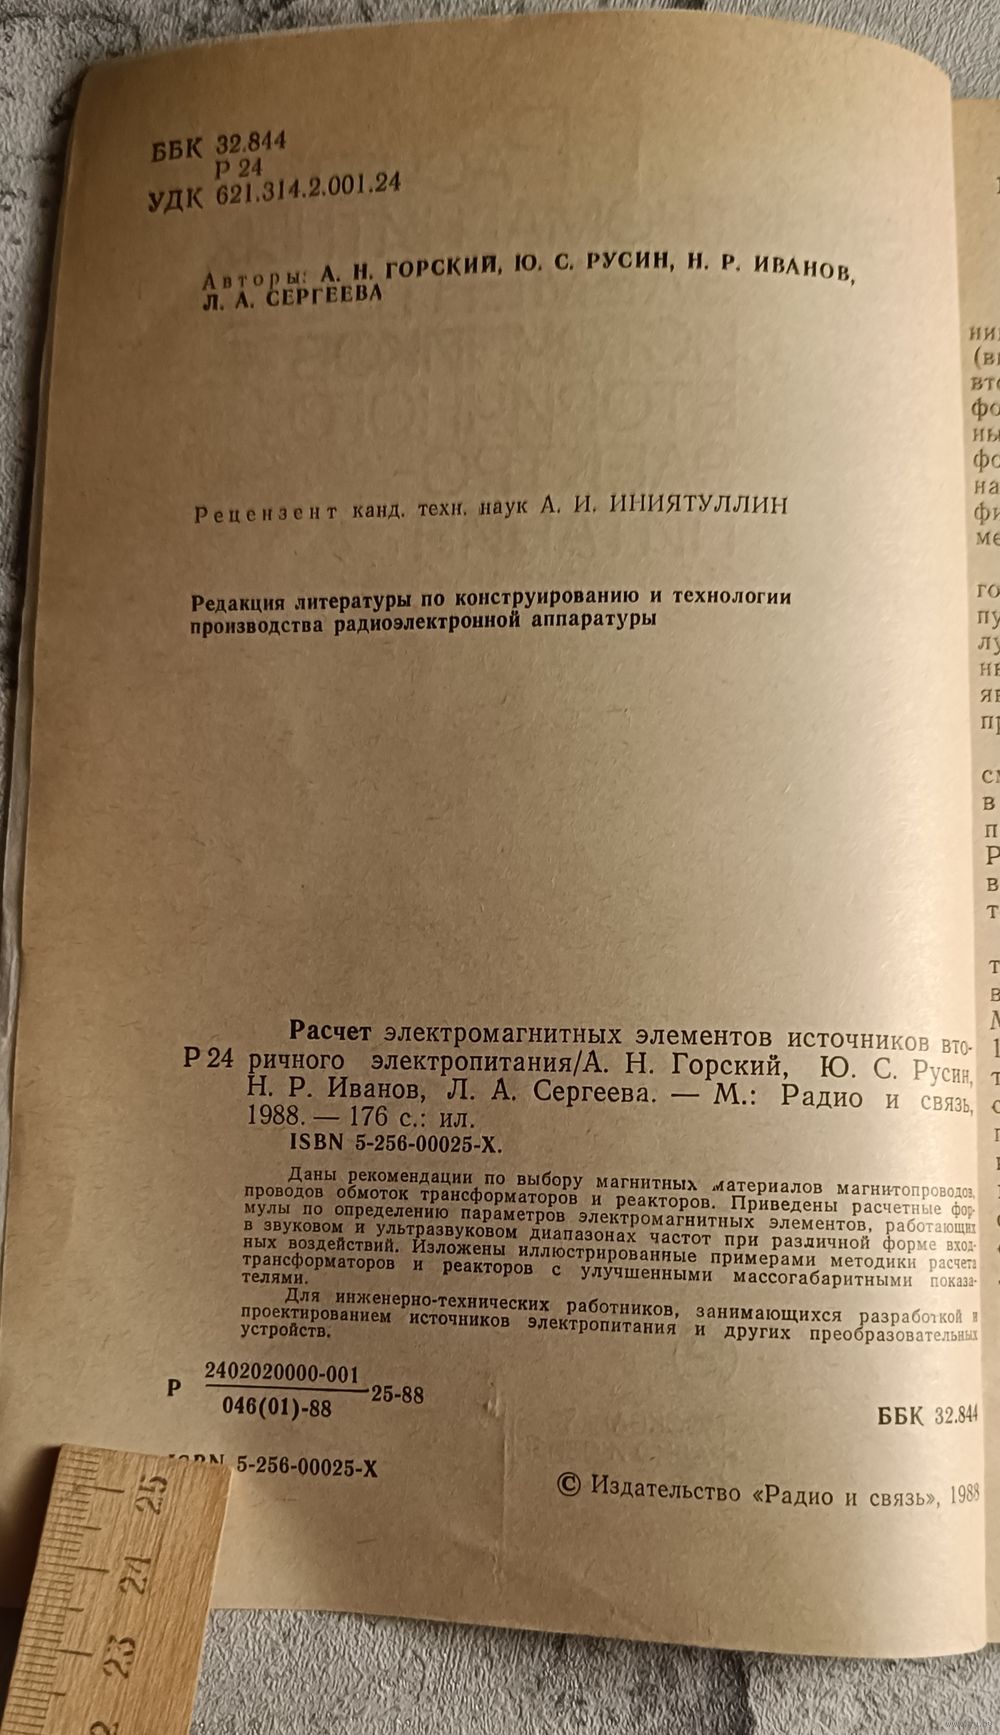 ББК 32.844
Р 24
УДК 621.314.2.001.24
Авторы: А. Н. ГОРСКИЙ, Ю. С. РУСИН, Н. Р. ИВАНОВ,
Л. А. СЕРГЕЕВА
Рецензент канд. техн. наук А. И. ИНИЯТУЛЛИН
Редакция литературы по конструированию и технологии
производства радиоэлектронной аппаратуры
Расчет электромагнитных элементов источников вто-
Р 24 ричного электропитания/А. Н. Горский, Ю. С. Русин,
Н. Р. Иванов, Л. А. Сергеева. — М.: Радио и связь,
1988. — 176 с.: ил.
ISBN 5-256-00025-X.
Даны рекомендации по выбору магнитных материалов магнитопроводов,
проводов обмоток трансформаторов и реакторов. Приведены расчетные фор-
мулы по определению параметров электромагнитных элементов, работающих
в звуковом и ультразвуковом диапазонах частот при различной форме вход-
ных воздействий. Изложены иллюстрированные примерами методики расчета
трансформаторов и реакторов с улучшенными массогабаритными показа-
телями.
Для инженерно-технических работников, занимающихся разработкой и
проектированием источников электропитания и других преобразовательных
устройств.
2402020000-001
Р 25-88
046(01)-88
ББК 32.844
ISBN 5-256-00025-X
© Издательство «Радио и связь», 1988
25
24
23